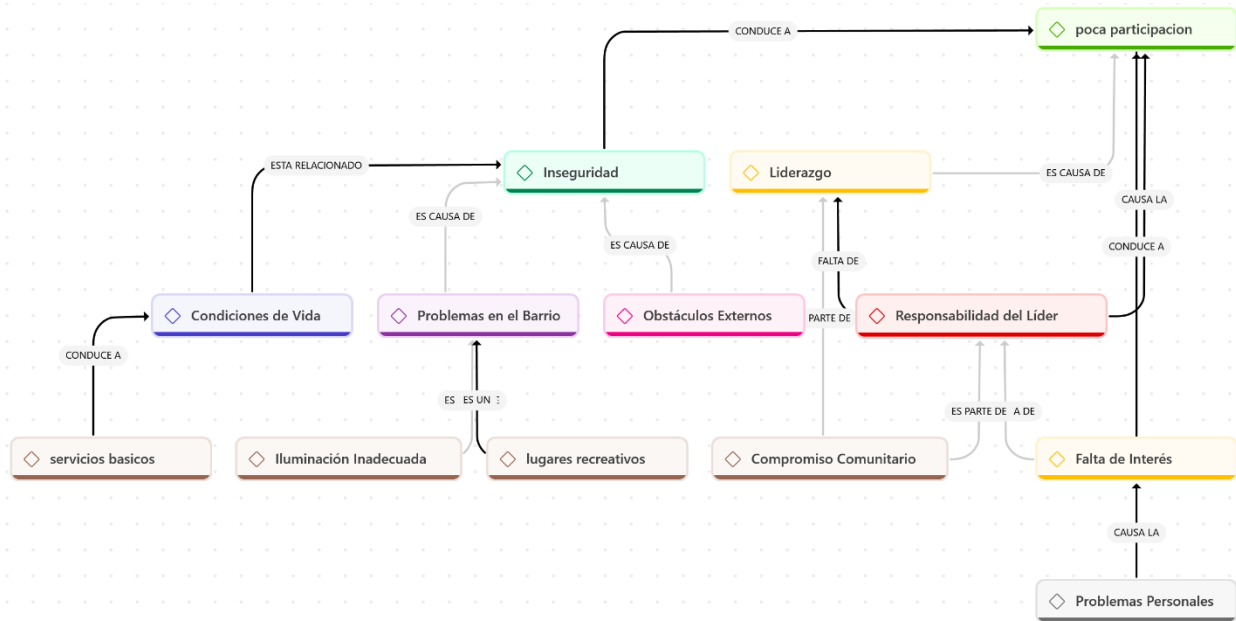 poca participacion
CONDUCE A
ESTA RELACIONADO
Inseguridad
Liderazgo
ES CAUSA DE
CAUSA LA
ES CAUSA DE
ES CAUSA DE
CONDUCE A
FALTA DE
Condiciones de Vida
Problemas en el Barrio
Obstáculos Externos
PARTE DE
Responsabilidad del Líder
CONDUCE A
ES
ES UN
ES PARTE DE
A DE
servicios basicos
Iluminación Inadecuada
lugares recreativos
Compromiso Comunitario
Falta de Interés
CAUSA LA
Problemas Personales